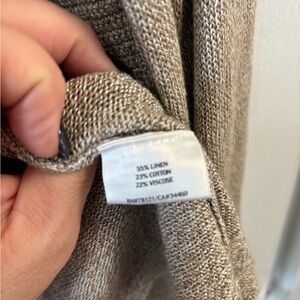 55% LINEN
23% COTTON
22% VISCOSE
RN#78121/CA#34460